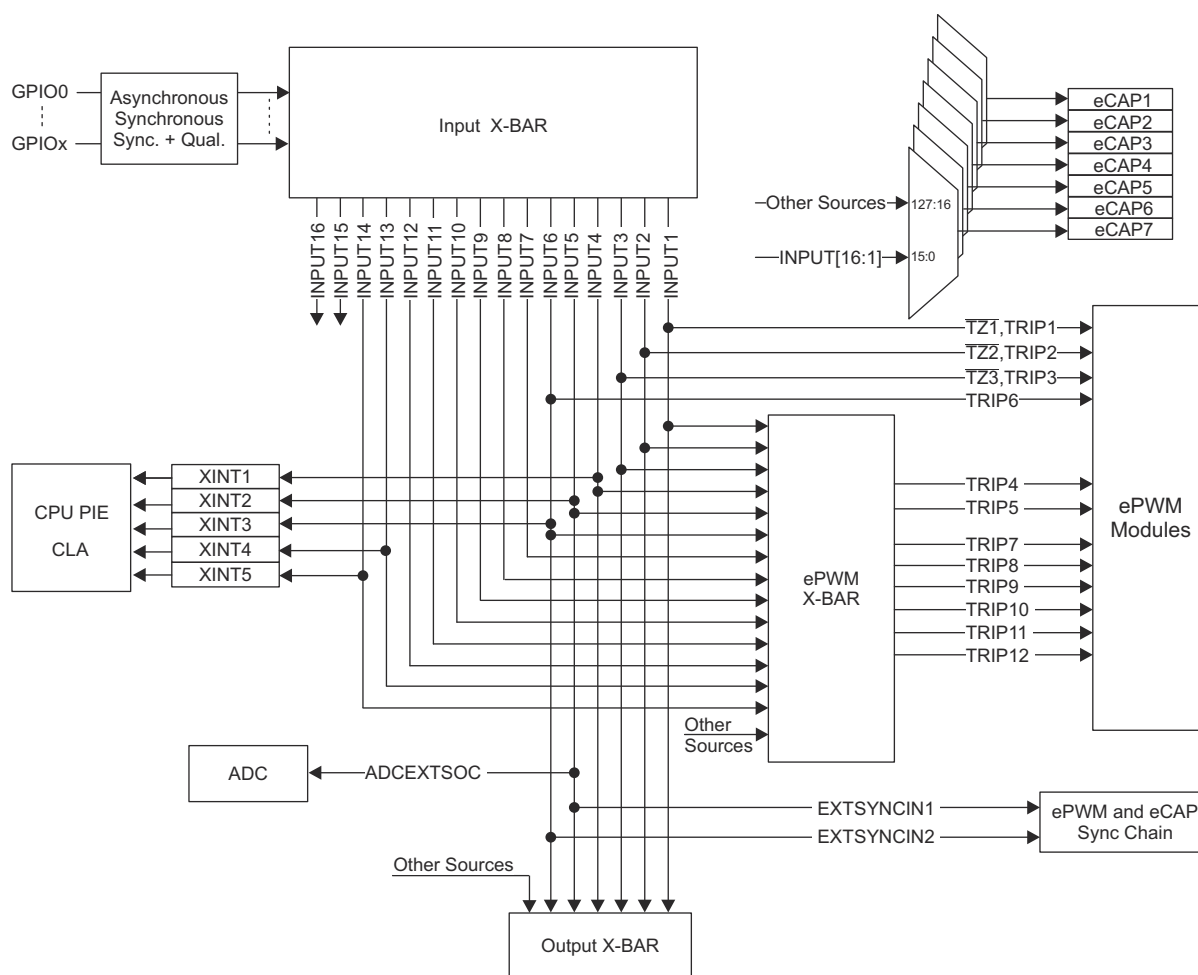 GPIO0
GPIOx
Asynchronous
Synchronous
Sync. + Qual.
Input X-BAR
INPUT16
INPUT15
INPUT14
INPUT13
INPUT12
INPUT11
INPUT10
INPUT9
INPUT8
INPUT7
INPUT6
INPUT5
INPUT4
INPUT3
INPUT2
INPUT1
Other Sources
INPUT[16:1]
127:16
15:0
eCAP1
eCAP2
eCAP3
eCAP4
eCAP5
eCAP6
eCAP7
TZ1,TRIP1
TZ2,TRIP2
TZ3,TRIP3
TRIP6
CPU PIE
CLA
XINT1
XINT2
XINT3
XINT4
XINT5
ePWM
X-BAR
Other
Sources
TRIP4
TRIP5
TRIP7
TRIP8
TRIP9
TRIP10
TRIP11
TRIP12
ePWM
Modules
ADC
ADCEXTSOC
EXTSYNCIN1
EXTSYNCIN2
ePWM and eCAP
Sync Chain
Other Sources
Output X-BAR